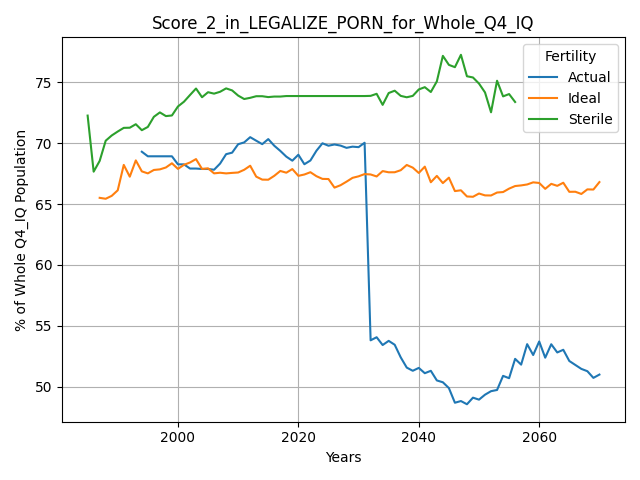 Score_2_in_LEGALIZE_PORN_for_Whole_Q4_IQ
Fertility
Actual
Ideal
Sterile
% of Whole Q4_IQ Population
75
70
65
60
55
50
2000
2020
2040
2060
Years